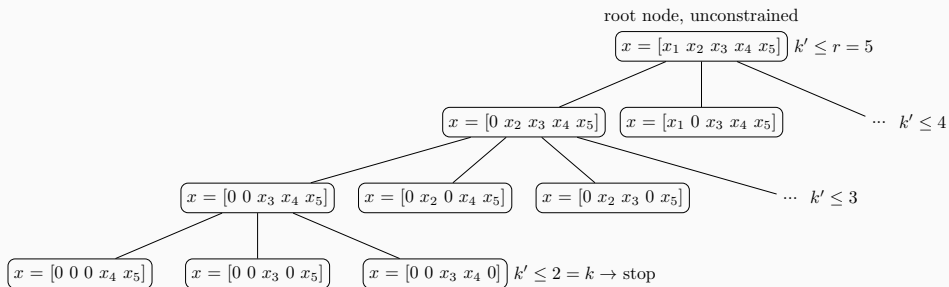 root node, unconstrained
x = [x₁ x₂ x₃ x₄ x₅] k′ ≤ r = 5
x = [0 x₂ x₃ x₄ x₅] x = [x₁ 0 x₃ x₄ x₅] ... k′ ≤ 4
x = [0 0 x₃ x₄ x₅] x = [0 x₂ 0 x₄ x₅] x = [0 x₂ x₃ 0 x₅] ... k′ ≤ 3
x = [0 0 0 x₄ x₅] x = [0 0 x₃ 0 x₅] x = [0 0 x₃ x₄ 0] k′ ≤ 2 = k → stop